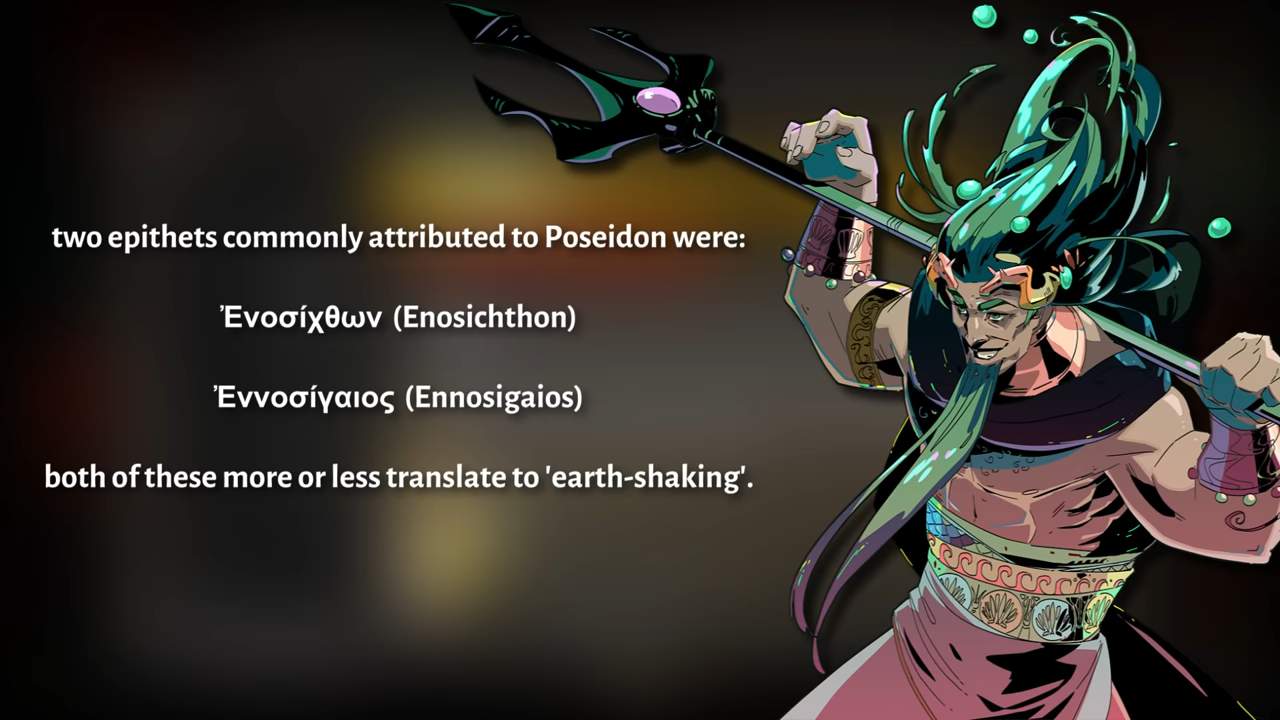 two epithets commonly attributed to Poseidon were:
Ἐνοσίχθων (Enosichthon)
Ἐννοσίγαιος (Ennosigaios)
both of these more or less translate to 'earth-shaking'.